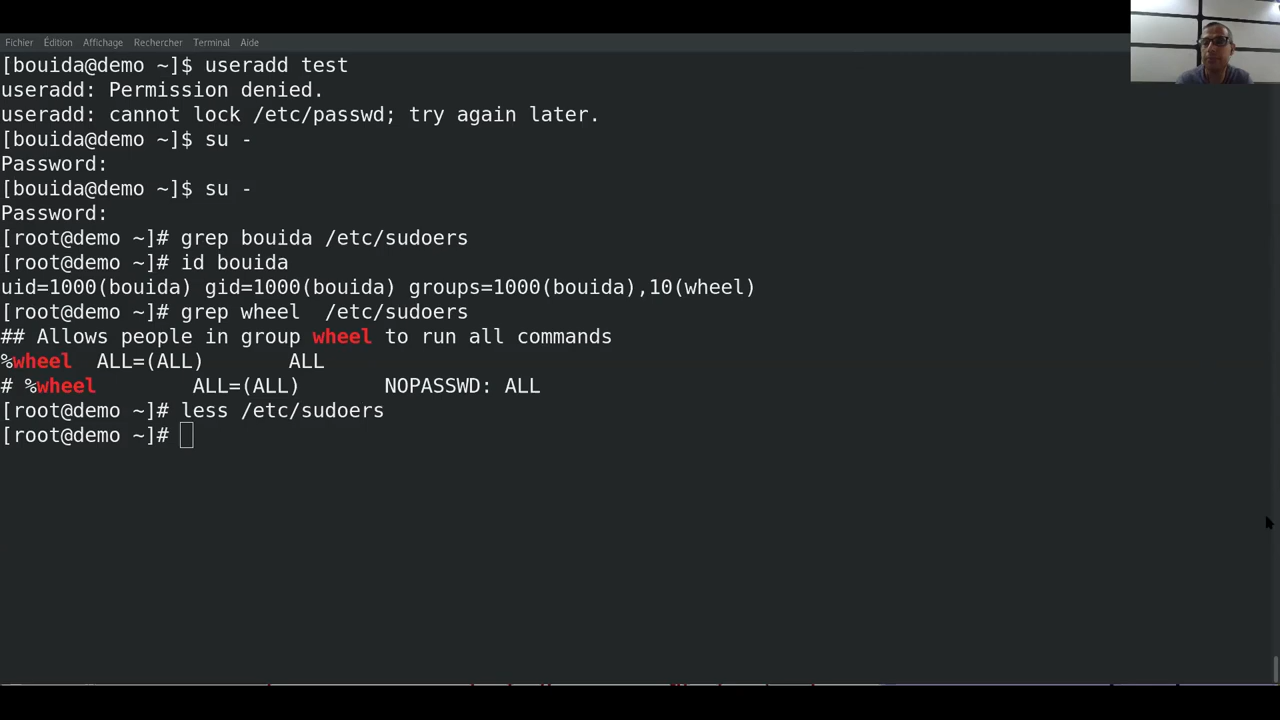 Fichier Édition Affichage Rechercher Terminal Aide
[bouida@demo ~]$ useradd test
useradd: Permission denied.
useradd: cannot lock /etc/passwd; try again later.
[bouida@demo ~]$ su -
Password:
[bouida@demo ~]$ su -
Password:
[root@demo ~]# grep bouida /etc/sudoers
[root@demo ~]# id bouida
uid=1000(bouida) gid=1000(bouida) groups=1000(bouida),10(wheel)
[root@demo ~]# grep wheel  /etc/sudoers
## Allows people in group wheel to run all commands
%wheel  ALL=(ALL)       ALL
# %wheel        ALL=(ALL)       NOPASSWD: ALL
[root@demo ~]# less /etc/sudoers
[root@demo ~]#